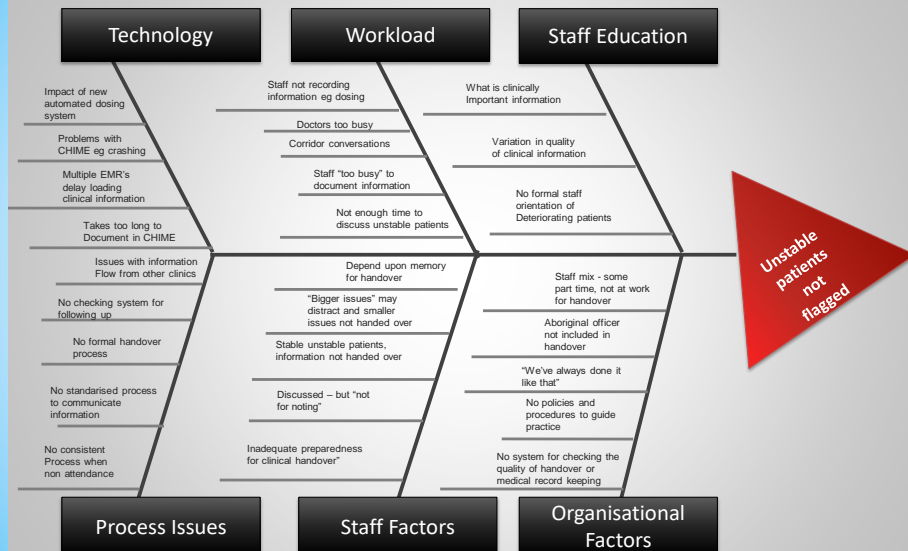 Technology
Workload
Staff Education
Impact of new
automated dosing
system
Problems with
CHIME eg crashing
Multiple EMR's
delay loading
clinical information
Takes too long to
Document in CHIME
Staff not recording
information eg dosing
Doctors too busy
Corridor conversations
Staff “too busy” to
document information
Not enough time to
discuss unstable patients
What is clinically
Important information
Variation in quality
of clinical information
No formal staff
orientation of
Deteriorating patients
Unstable
patients
not
flagged
Issues with information
Flow from other clinics
No checking system for
following up
No formal handover
process
No standarised process
to communicate
information
No consistent
Process when
non attendance
Depend upon memory
for handover
“Bigger issues” may
distract and smaller
issues not handed over
Stable unstable patients,
information not handed over
Discussed – but “not
for noting”
Inadequate preparedness
for clinical handover”
Staff mix - some
part time, not at work
for handover
Aboriginal officer
not included in
handover
“We’ve always done it
like that”
No policies and
procedures to guide
practice
No system for checking the
quality of handover or
medical record keeping
Process Issues
Staff Factors
Organisational
Factors